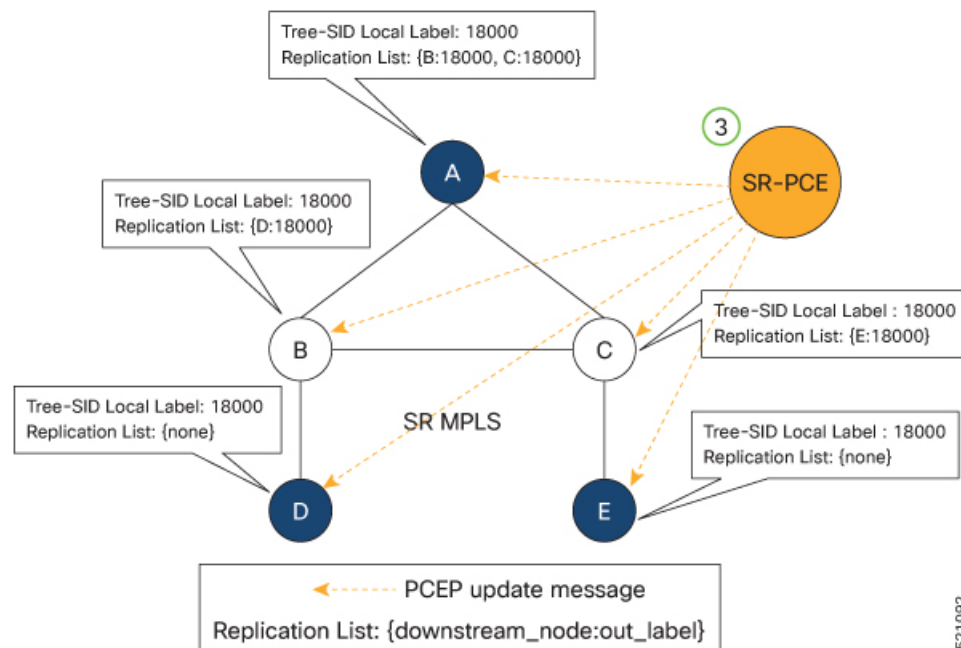 Tree-SID Local Label: 18000
Replication List: {B:18000, C:18000}
3
A
SR-PCE
Tree-SID Local Label: 18000
Replication List: {D:18000}
B
C
Tree-SID Local Label : 18000
Replication List: {E:18000}
Tree-SID Local Label: 18000
Replication List: {none}
SR MPLS
Tree-SID Local Label : 18000
Replication List: {none}
D
E
PCEP update message
Replication List: {downstream_node:out_label}